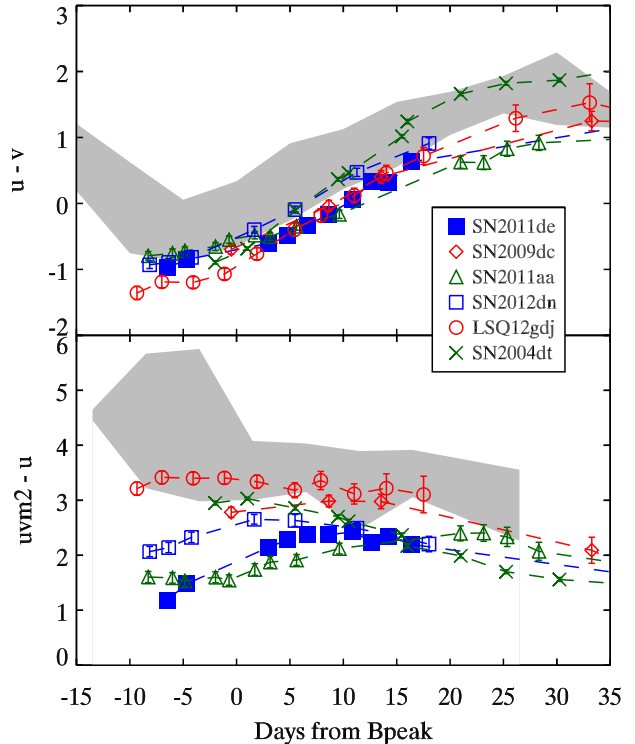 3
2
1
0
-1
-2
u - v
SN2011de
SN2009dc
SN2011aa
SN2012dn
LSQ12gdj
SN2004dt
6
5
4
3
2
1
0
uvm2 - u
-15 -10 -5 0 5 10 15 20 25 30 35
Days from Bpeak